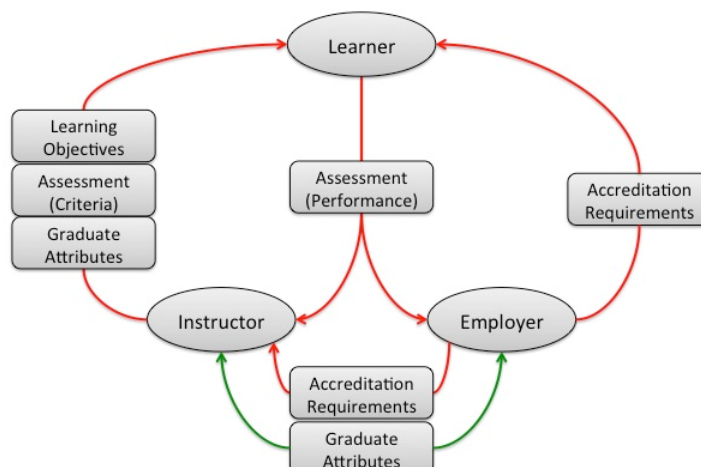 Learner
Learning
Objectives
Assessment
(Criteria)
Graduate
Attributes
Assessment
(Performance)
Accreditation
Requirements
Instructor
Employer
Accreditation
Requirements
Graduate
Attributes